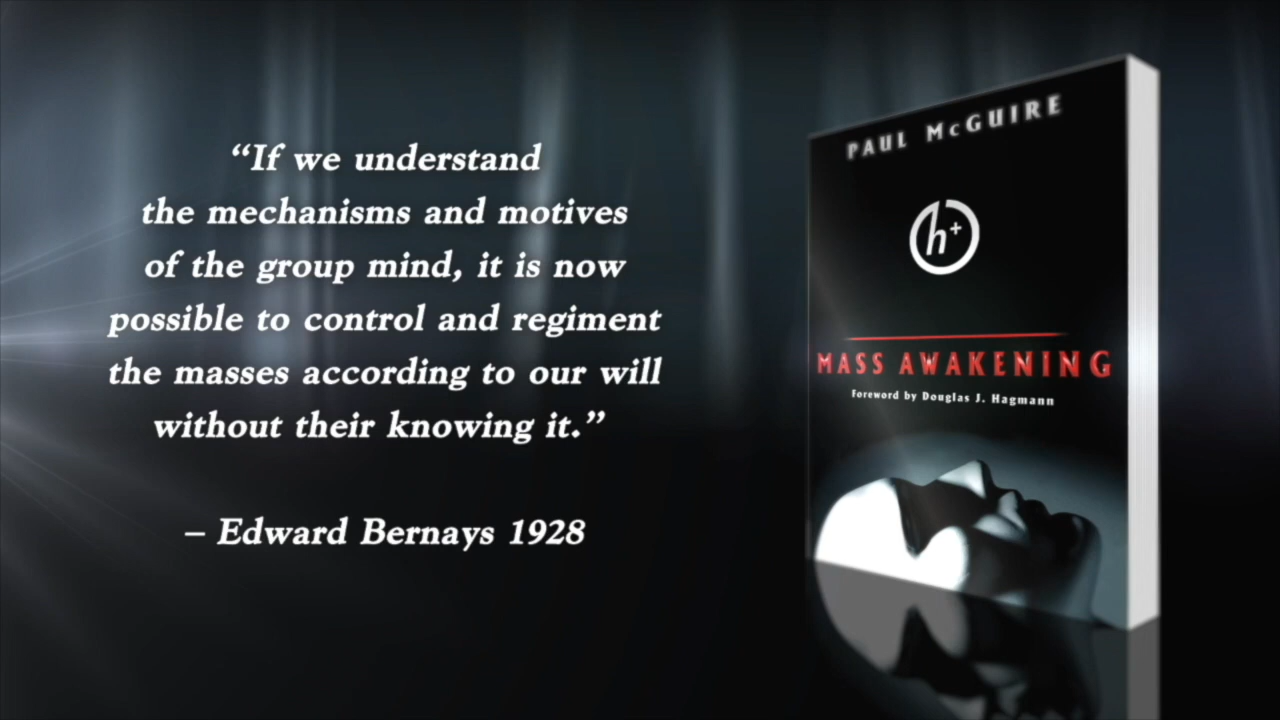 “If we understand
the mechanisms and motives
of the group mind, it is now
possible to control and regiment
the masses according to our will
without their knowing it.”
– Edward Bernays 1928
PAUL McGUIRE
h+
MASS AWAKENING
Foreword by Douglas J. Hagmann